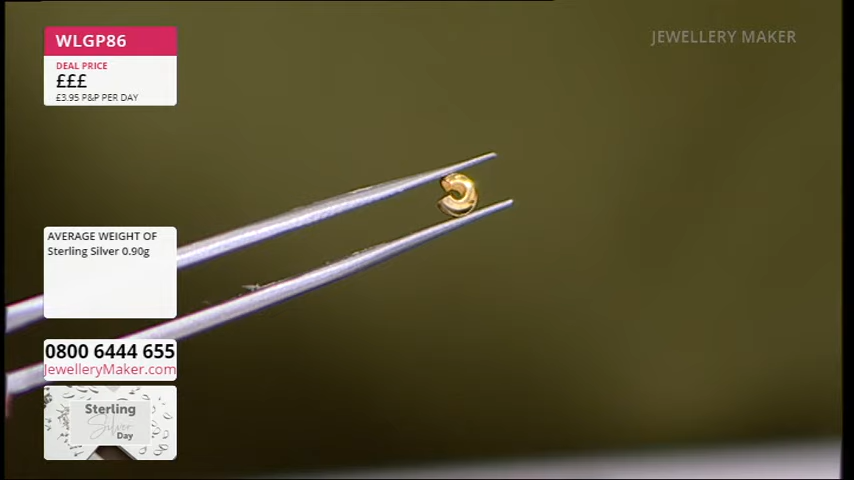 WLGP86
DEAL PRICE
£££
£3.95 P&P PER DAY
JEWELLERY MAKER
AVERAGE WEIGHT OF
Sterling Silver 0.90g
0800 6444 655
JewelleryMaker.com
Sterling
Silver
Day